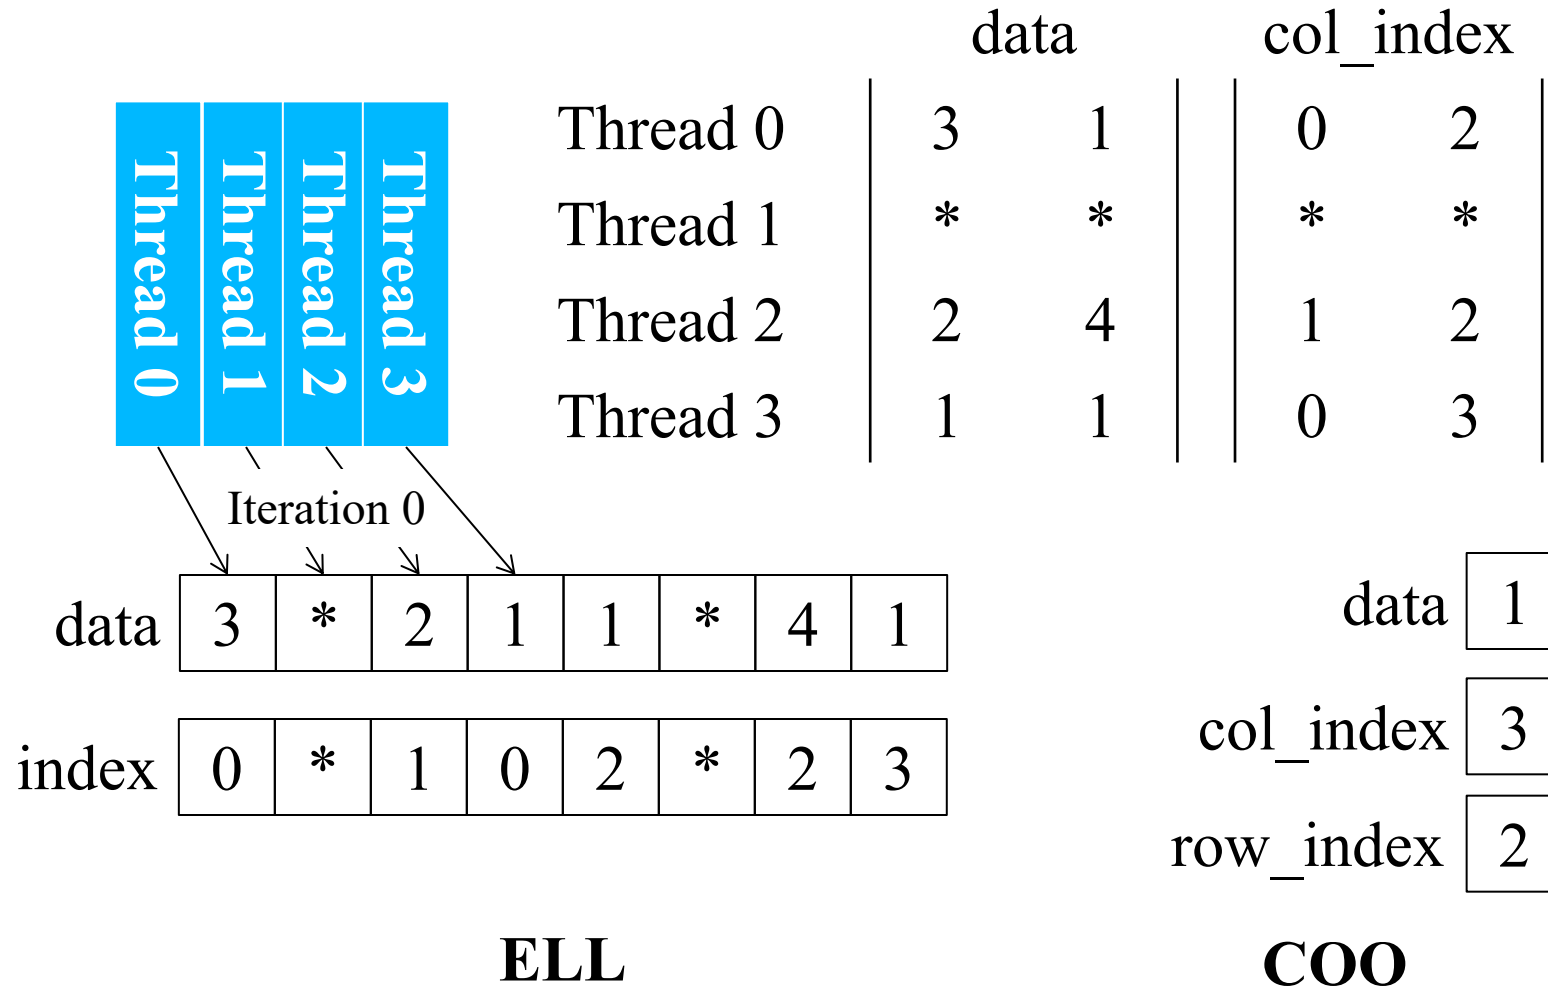 data col_index
Thread 0 3 1 0 2
Thread 1 * * * *
Thread 2 2 4 1 2
Thread 3 1 1 0 3
Thread 0
Thread 1
Thread 2
Thread 3
Iteration 0
data 3 * 2 1 1 * 4 1
index 0 * 1 0 2 * 2 3
data 1
col_index 3
row_index 2
ELL
COO